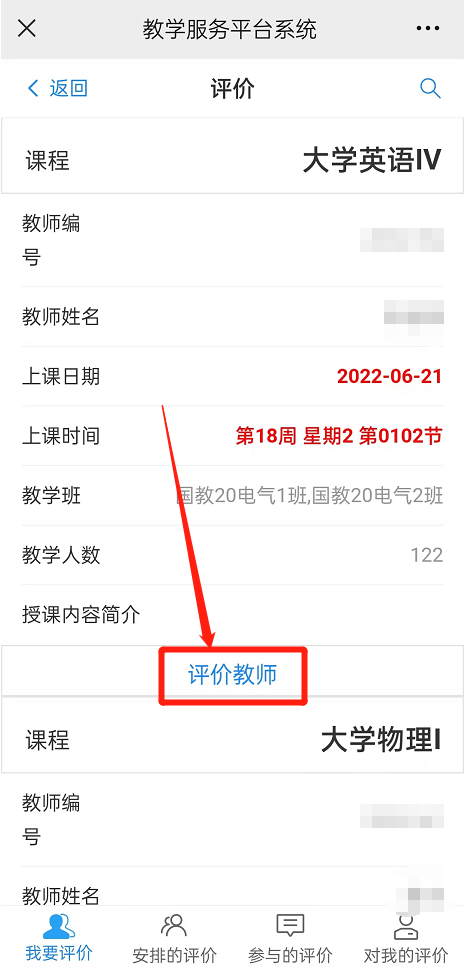 教学服务平台系统
返回
评价
课程
大学英语IV
教师编
号
教师姓名
上课日期
2022-06-21
上课时间
第18周 星期2 第0102节
教学班
国教20电气1班,国教20电气2班
教学人数
122
授课内容简介
评价教师
课程
大学物理I
教师编
号
教师姓名
我要评价
安排的评价
参与的评价
对我的评价